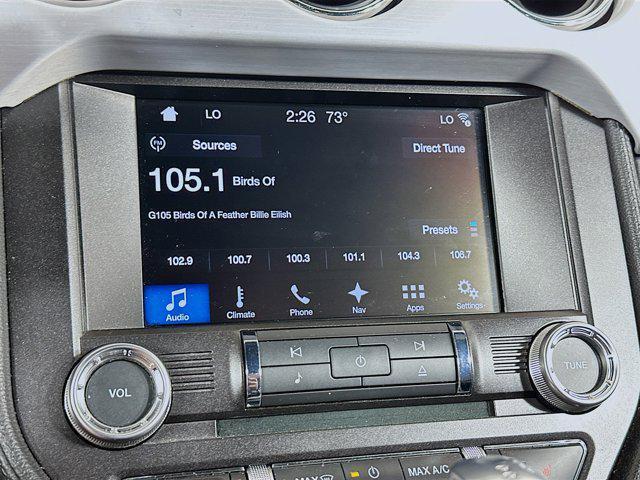 LO 2:26 73° LO
FM Sources Direct Tune
105.1 Birds Of
G105 Birds Of A Feather Billie Eilish
Presets
102.9 100.7 100.3 101.1 104.3 106.7
Audio Climate Phone Nav Apps Settings
VOL TUNE
MAX MAX A/C